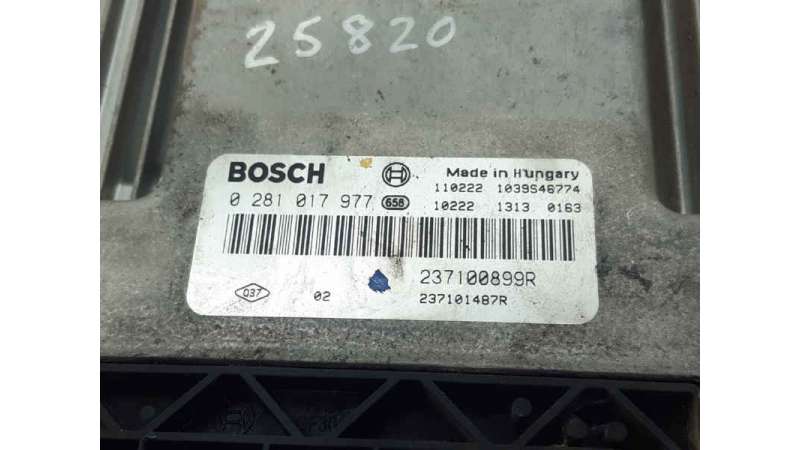 25820
BOSCH Made in Hungary
110222 1039S46774
0 281 017 977 658 10222 1313 0163
237100899R
037 02 237101487R